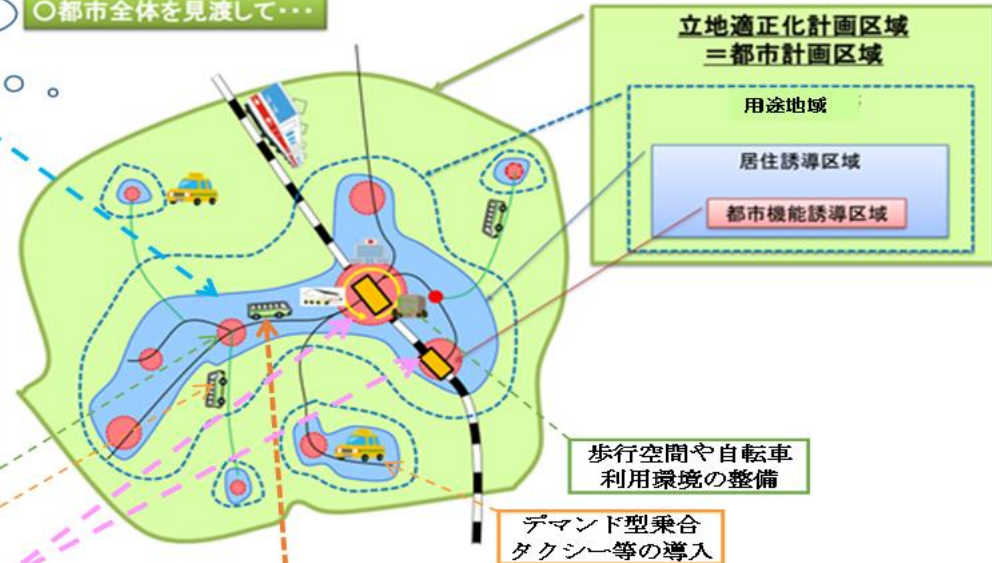 〇都市全体を見渡して・・・
立地適正化計画区域
＝都市計画区域
用途地域
居住誘導区域
都市機能誘導区域
歩行空間や自転車
利用環境の整備
デマンド型乗合
タクシー等の導入